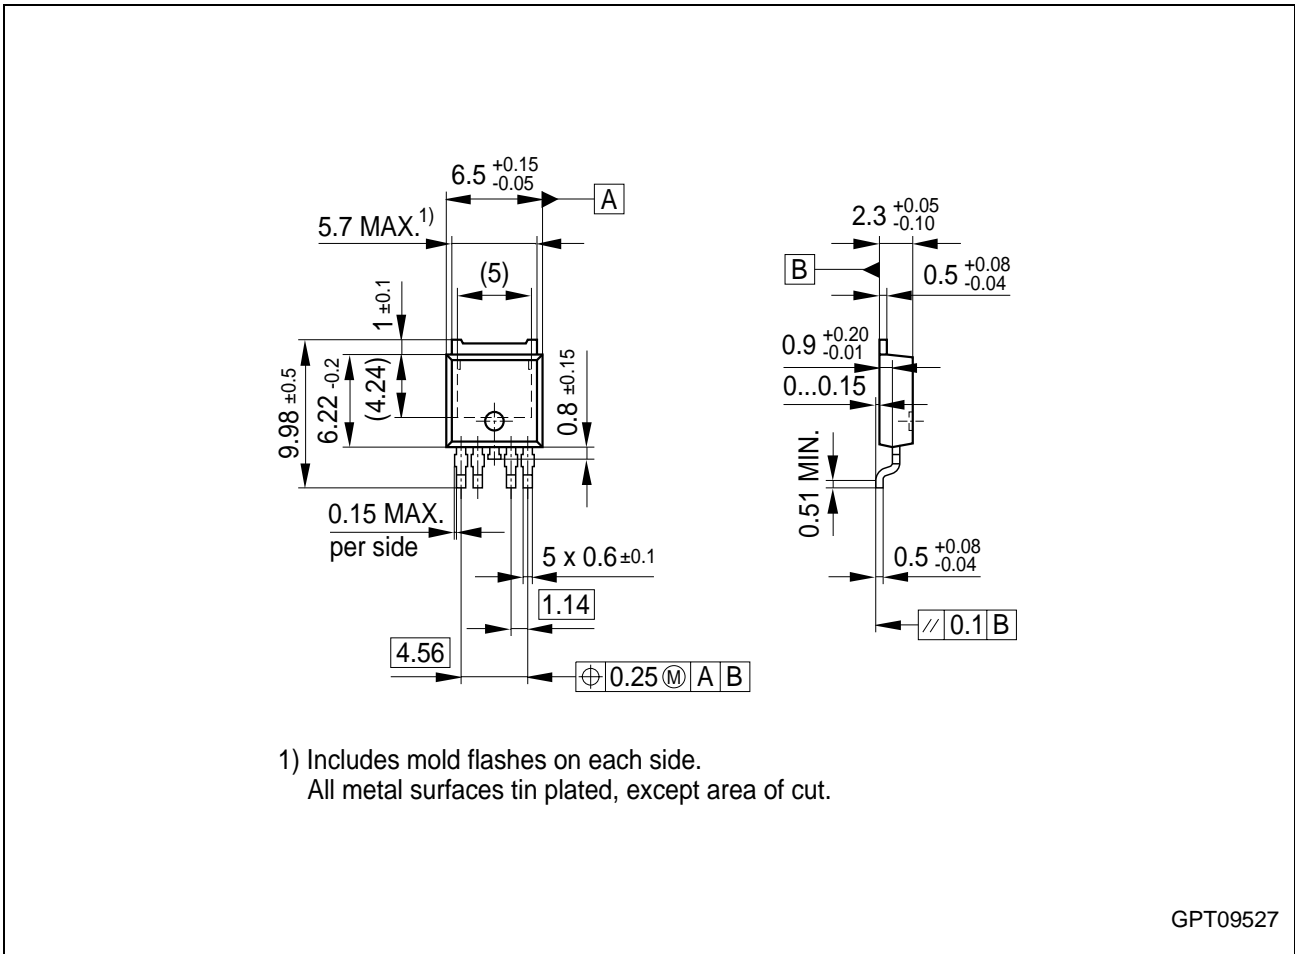 6.5 +0.15 -0.05
A
5.7 MAX.1)
(5)
1 ±0.1
9.98 ±0.5
6.22 -0.2
(4.24)
0.8 ±0.15
0.15 MAX.
per side
5 x 0.6 ±0.1
1.14
4.56
0.25 Ⓜ A B
2.3 +0.05 -0.10
B
0.5 +0.08 -0.04
0.9 +0.20 -0.01
0...0.15
0.51 MIN.
0.5 +0.08 -0.04
// 0.1 B
1) Includes mold flashes on each side.
All metal surfaces tin plated, except area of cut.
GPT09527